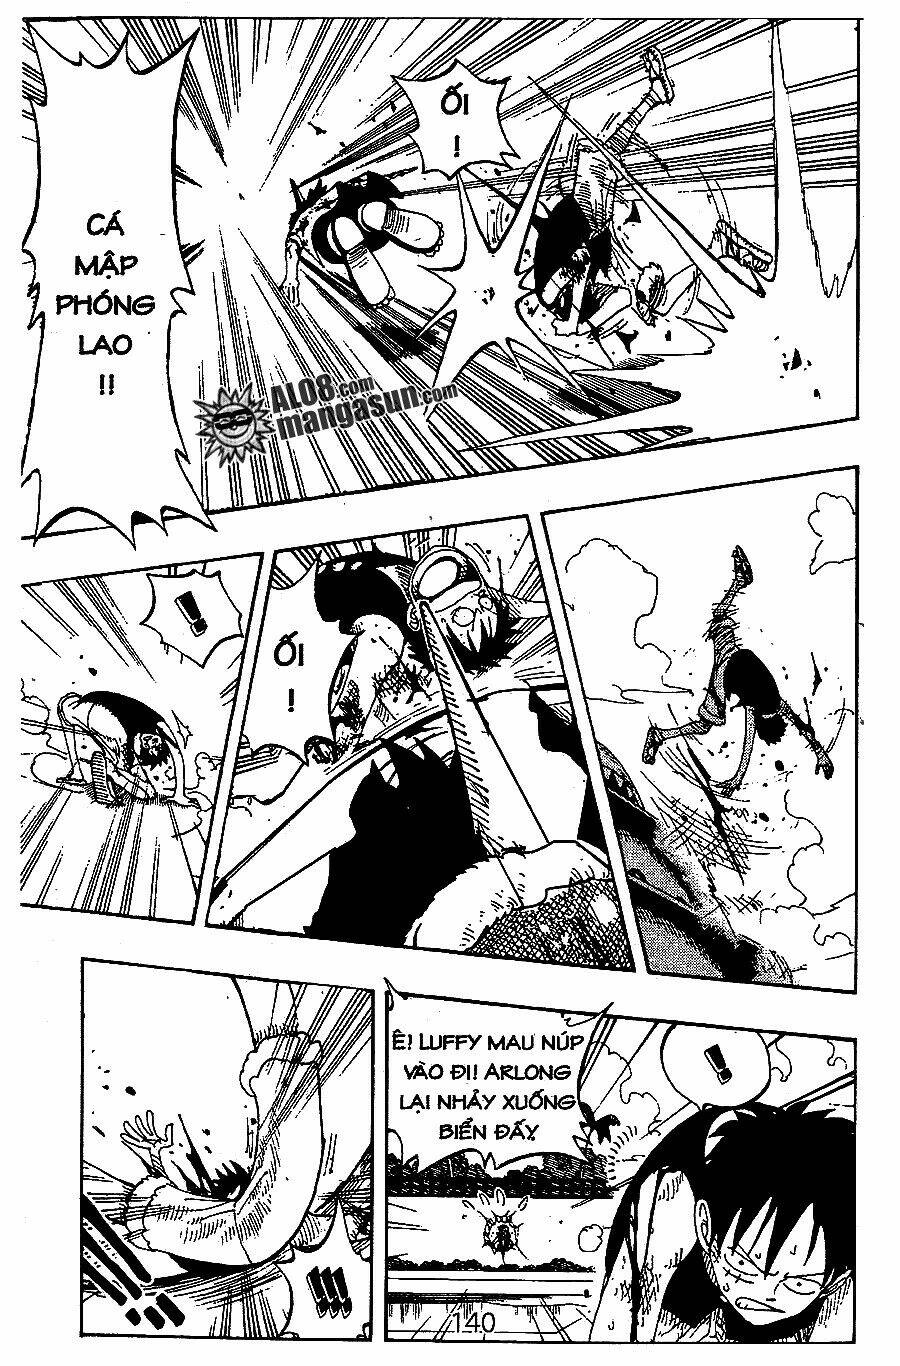 CÁ
MẬP
PHÓNG
LAO
!!
ỐI
!
AL08.com
mangasun.com
!!
ỐI
!
Ê! LUFFY MAU NÚP
VÀO ĐI!! ARLONG
LẠI NHẢY XUỐNG
BIỂN ĐẤY
!!
!!!
!!!
140